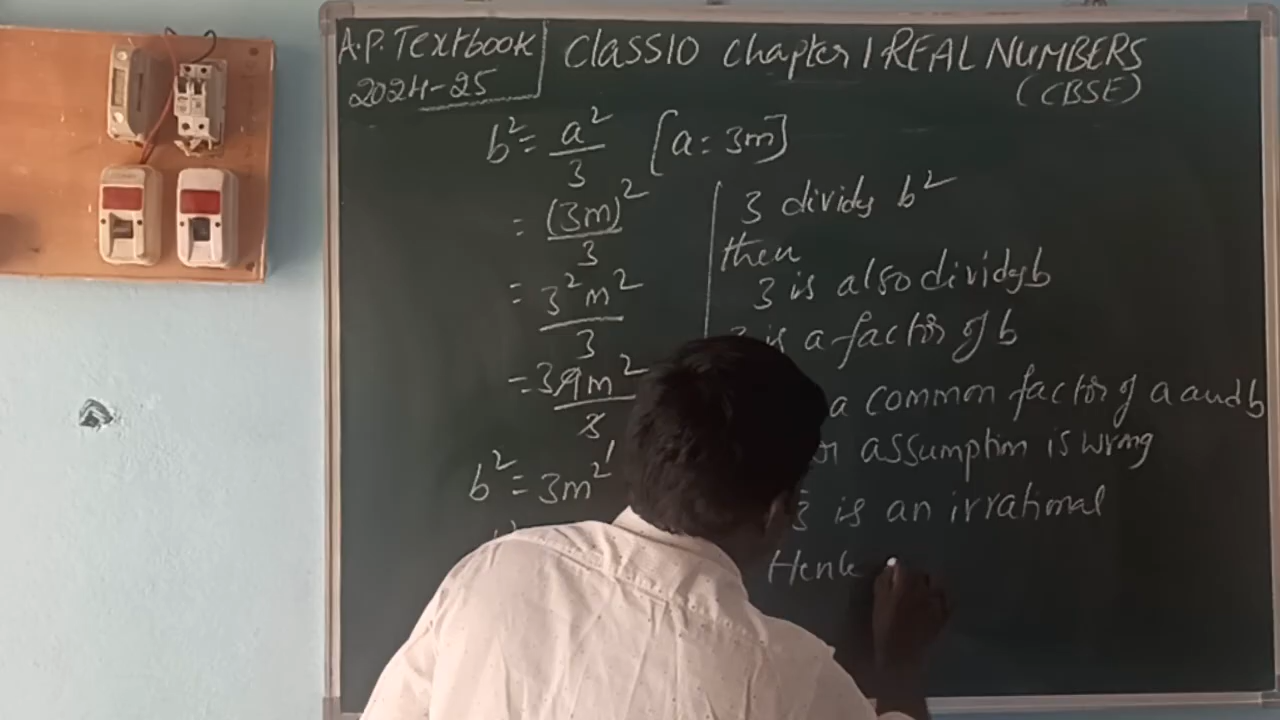 A.P. Textbook
2024-25
Class10 Chapter 1 REAL NUMBERS
(CBSE)
b² = a²/3 [a = 3m]
= (3m)²/3
= 3²m²/3
= 3 9m²/3 1
b² = 3m²
3 divides b²
then
3 is also divides b
3 is a factor of b
a common factor of a and b
assumption is wrong
3 is an irrational
Hence